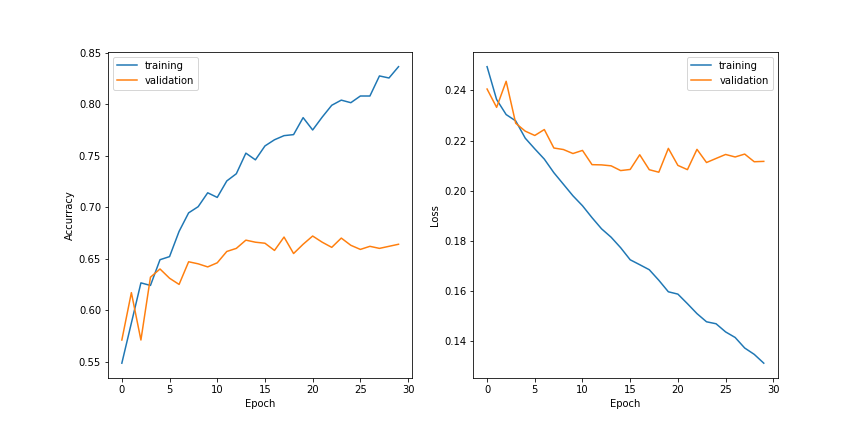 0.85
0.80
0.75
0.70
0.65
0.60
0.55
Accurracy
0 5 10 15 20 25 30
Epoch
training
validation
0.24
0.22
0.20
0.18
0.16
0.14
Loss
0 5 10 15 20 25 30
Epoch
training
validation